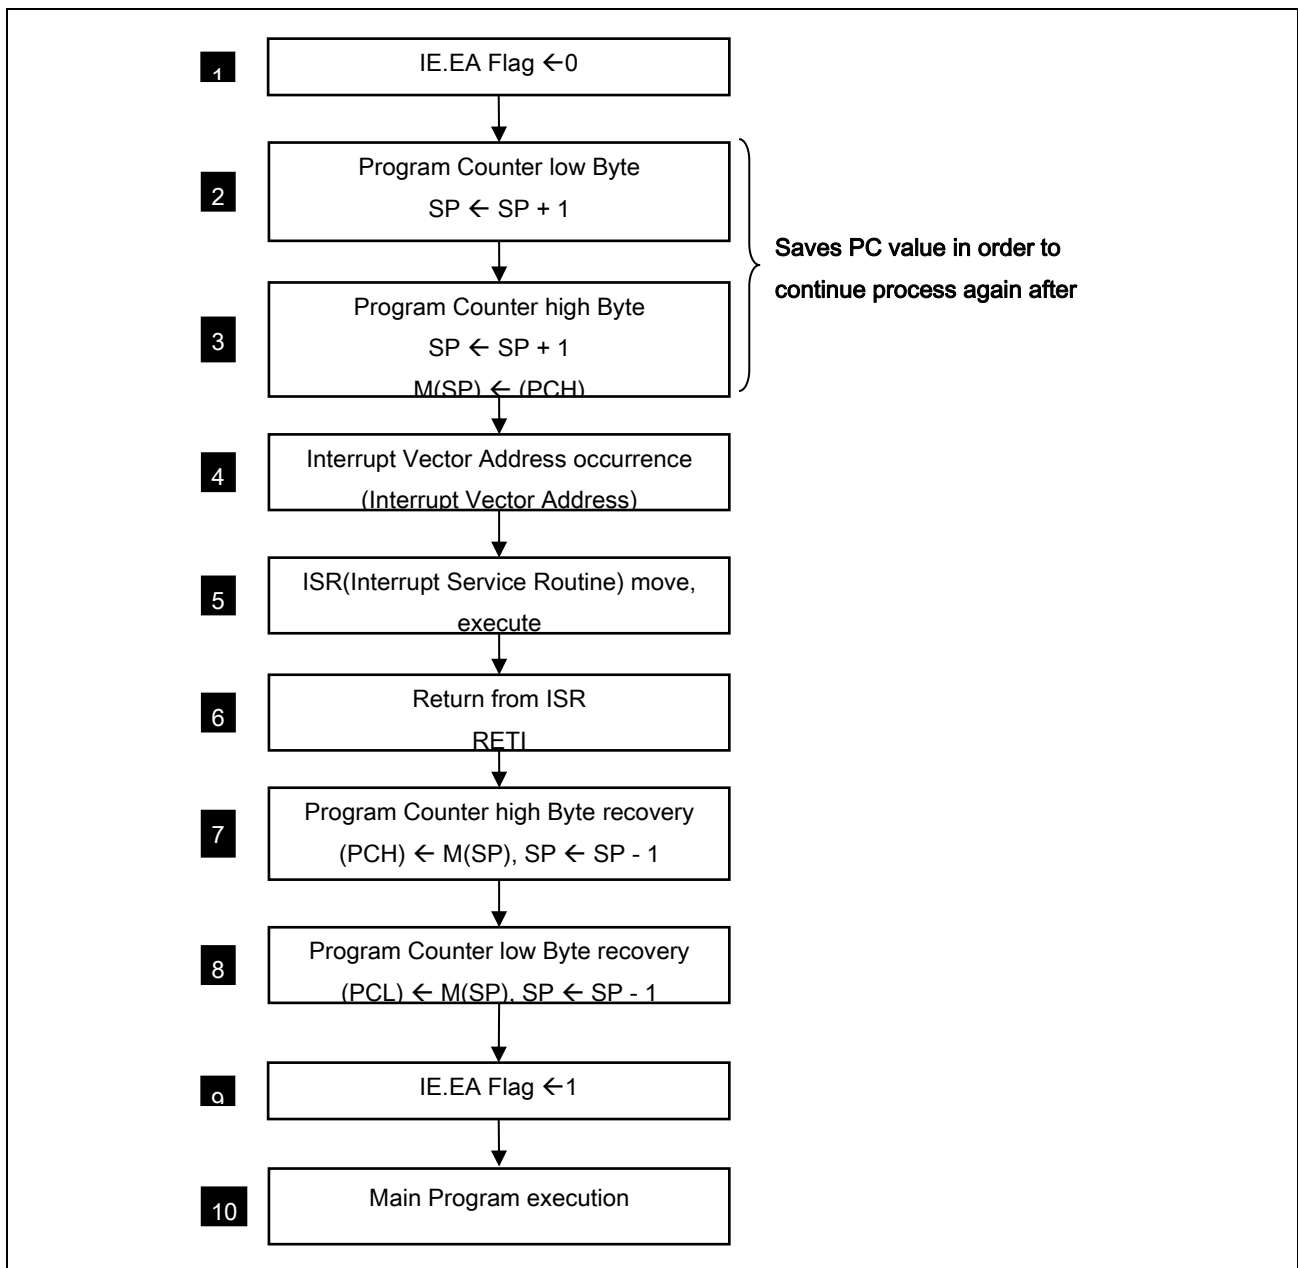 1
IE.EA Flag ←0
2
Program Counter low Byte
SP ← SP + 1
Saves PC value in order to
continue process again after
3
Program Counter high Byte
SP ← SP + 1
M(SP) ← (PCH)
4
Interrupt Vector Address occurrence
(Interrupt Vector Address)
5
ISR(Interrupt Service Routine) move,
execute
6
Return from ISR
RETI
7
Program Counter high Byte recovery
(PCH) ← M(SP), SP ← SP - 1
8
Program Counter low Byte recovery
(PCL) ← M(SP), SP ← SP - 1
9
IE.EA Flag ←1
10
Main Program execution